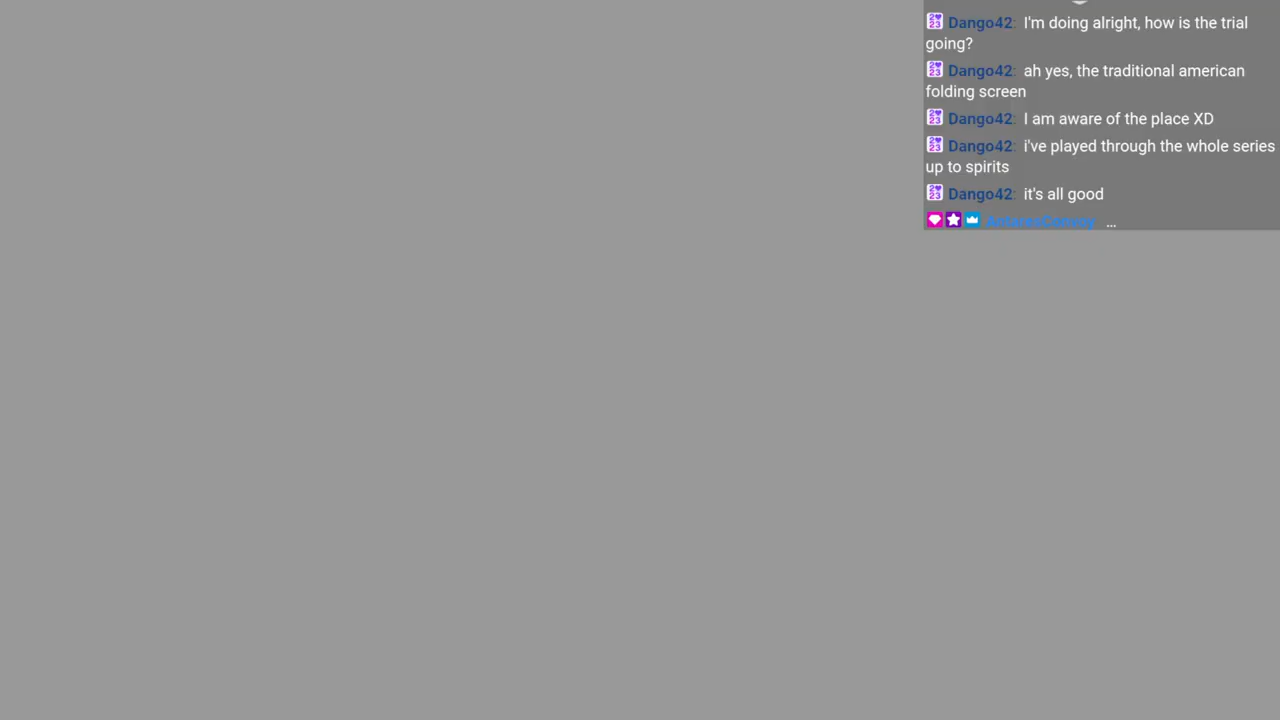 Dango42: I'm doing alright, how is the trial
going?
Dango42: ah yes, the traditional american
folding screen
Dango42: I am aware of the place XD
Dango42: i've played through the whole series
up to spirits
Dango42: it's all good
...